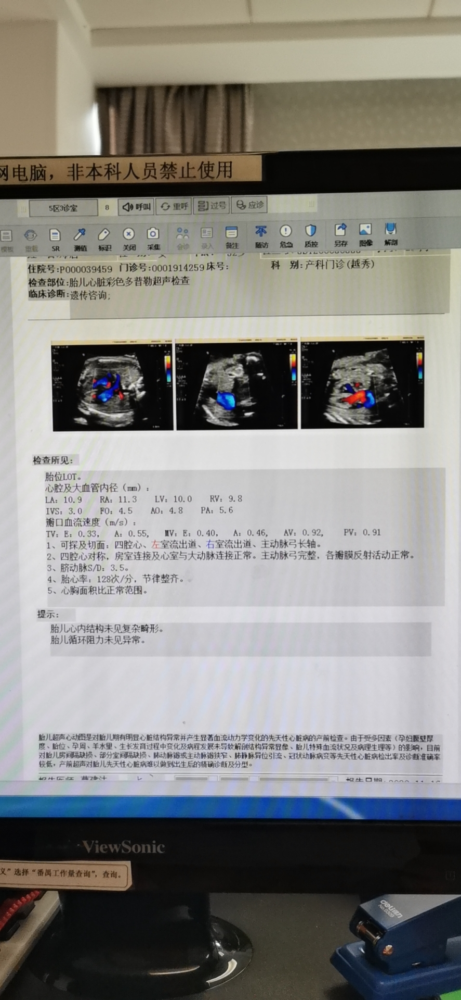 网电脑，非本科人员禁止使用
5区3诊室 8 呼叫 重呼 过号 应诊
模板 重载 SR 测值 标识 关闭 采集 会诊 录入 备注 随访 危急 质控 另存 图像 解剖
住院号:P000039459 门诊号:0001914259 床号: 科 别:产科门诊(越秀)
检查部位:胎儿心脏彩色多普勒超声检查
临床诊断:遗传咨询;
检查所见:
胎位LOT。
心腔及大血管内径（mm）:
LA: 10.9 RA: 11.3 LV: 10.0 RV: 9.8
IVS: 3.0 FO: 4.5 AO: 4.8 PA: 5.6
瓣口血流速度（m/s）:
TV: E: 0.33, A: 0.55, MV: E: 0.40, A: 0.46, AV: 0.92, PV: 0.91
1、可探及切面: 四腔心、左室流出道、右室流出道、主动脉弓长轴。
2、四腔心对称，房室连接及心室与大动脉连接正常。主动脉弓完整，各瓣膜反射活动正常。
3、脐动脉S/D: 3.5。
4、胎心率: 128次/分，节律整齐。
5、心胸面积比正常范围。
提示:
胎儿心内结构未见复杂畸形。
胎儿循环阻力未见异常。
胎儿超声心动图是对胎儿期有明显心脏结构异常并产生显著血流动力学变化的先天性心脏病的产前检查。由于受多因素（孕妇腹壁厚
度、胎位、孕周、羊水量、生长发育过程中变化及病程发展未导致解剖结构异常显像、胎儿特殊血流状况及病理生理等）的影响，目前
对胎儿房间隔缺损、部分室间隔缺损、肺动脉瓣或主动脉瓣狭窄、肺静脉异位引流、冠状动脉病变等先天性心脏病检出率及诊断准确率
较低，产前超声对胎儿先天性心脏病难以做到出生后的精确诊断及分型。
ViewSonic
义”选择“番禺工作量查询”，查询。
deli得力
No.0309